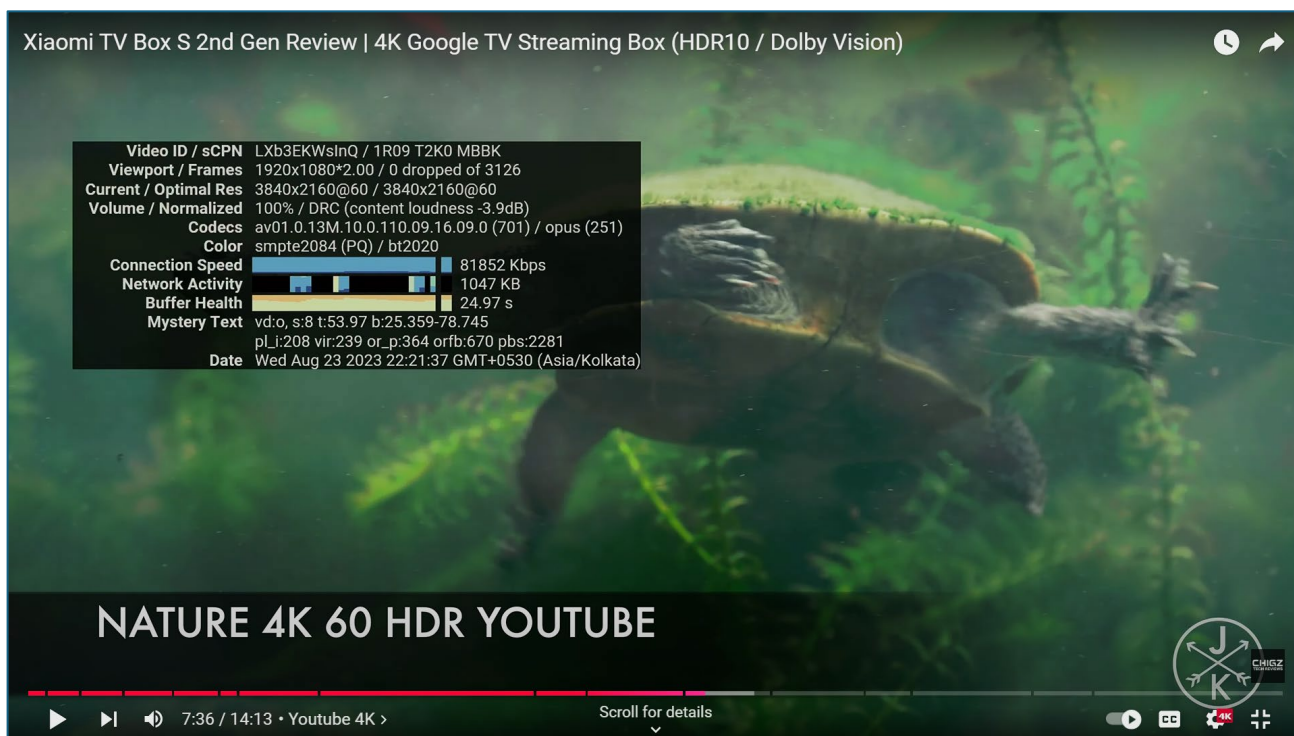 Xiaomi TV Box S 2nd Gen Review | 4K Google TV Streaming Box (HDR10 / Dolby Vision)
Video ID / sCPN LXb3EKWsInQ / 1R09 T2K0 MBBK
Viewport / Frames 1920x1080*2.00 / 0 dropped of 3126
Current / Optimal Res 3840x2160@60 / 3840x2160@60
Volume / Normalized 100% / DRC (content loudness -3.9dB)
Codecs av01.0.13M.10.0.110.09.16.09.0 (701) / opus (251)
Color smpte2084 (PQ) / bt2020
Connection Speed 81852 Kbps
Network Activity 1047 KB
Buffer Health 24.97 s
Mystery Text vd:o, s:8 t:53.97 b:25.359-78.745
pl_i:208 vir:239 or_p:364 orfb:670 pbs:2281
Date Wed Aug 23 2023 22:21:37 GMT+0530 (Asia/Kolkata)
NATURE 4K 60 HDR YOUTUBE
J
K
CHIGZ
TECH REVIEWS
7:36 / 14:13 • Youtube 4K >
Scroll for details
CC
4K